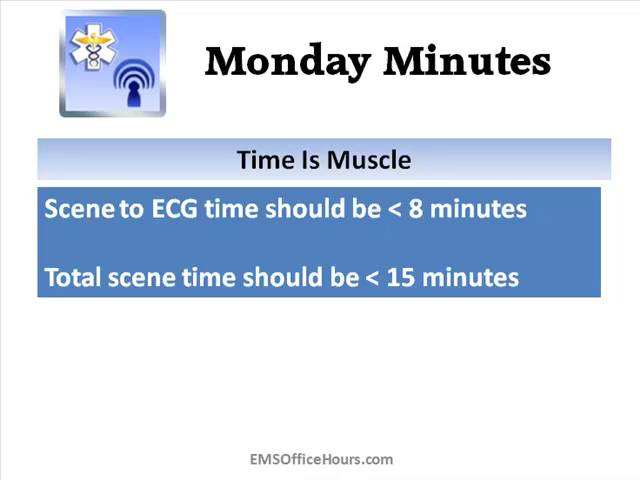 Monday Minutes
Time Is Muscle
Scene to ECG time should be < 8 minutes
Total scene time should be < 15 minutes
EMSOfficeHours.com